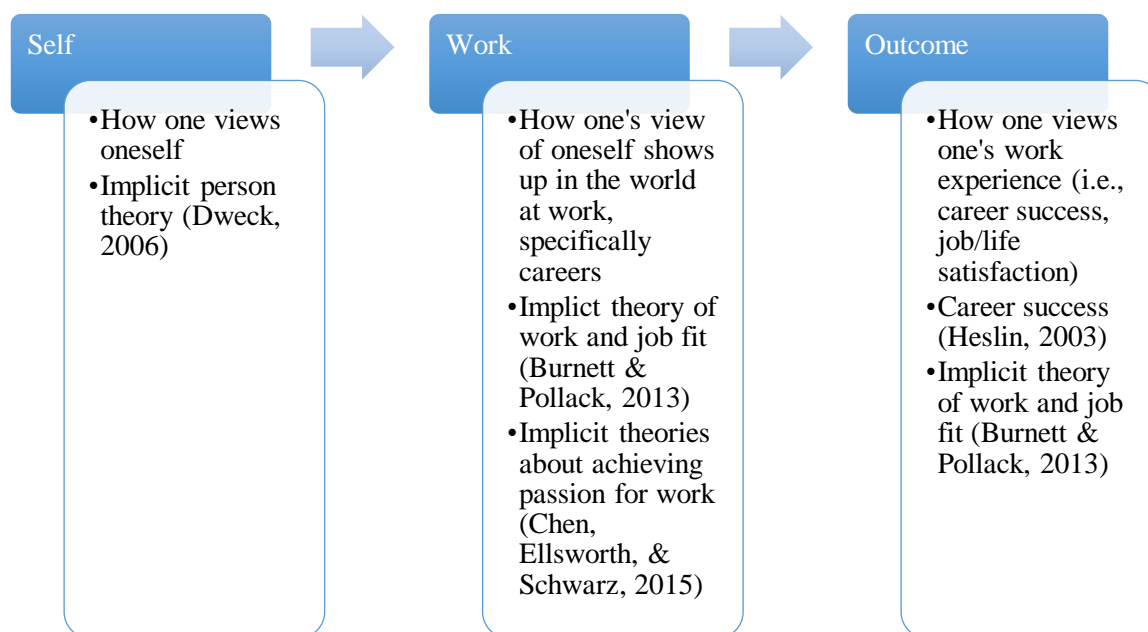 Self
•How one views
oneself
•Implicit person
theory (Dweck,
2006)
Work
•How one's view
of oneself shows
up in the world
at work,
specifically
careers
•Implict theory of
work and job fit
(Burnett &
Pollack, 2013)
•Implicit theories
about achieving
passion for work
(Chen,
Ellsworth, &
Schwarz, 2015)
Outcome
•How one views
one's work
experience (i.e.,
career success,
job/life
satisfaction)
•Career success
(Heslin, 2003)
•Implicit theory
of work and job
fit (Burnett &
Pollack, 2013)